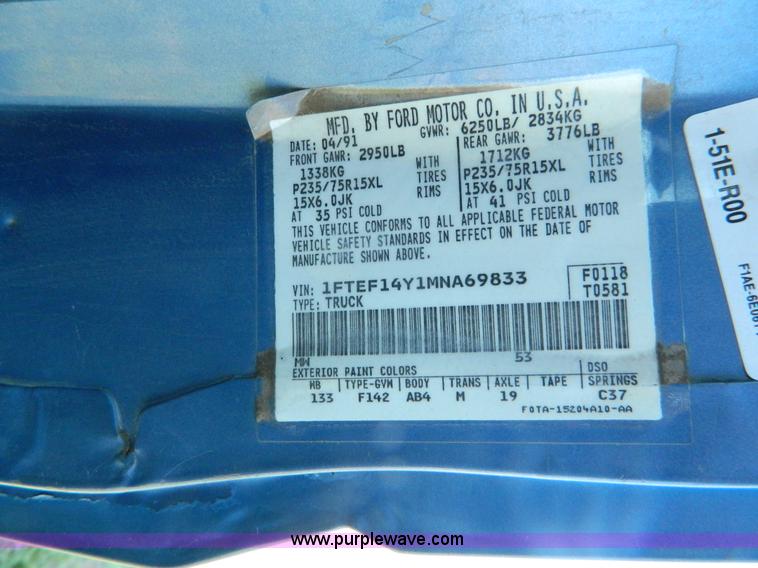 MFD. BY FORD MOTOR CO. IN U.S.A.
DATE: 04/91 GVWR: 6250LB/ 2834KG
FRONT GAWR: 2950LB REAR GAWR: 3776LB
1338KG WITH 1712KG WITH
P235/75R15XL TIRES P235/75R15XL TIRES
15X6.0JK RIMS 15X6.0JK RIMS
AT 35 PSI COLD AT 41 PSI COLD
THIS VEHICLE CONFORMS TO ALL APPLICABLE FEDERAL MOTOR
VEHICLE SAFETY STANDARDS IN EFFECT ON THE DATE OF
MANUFACTURE SHOWN ABOVE.
VIN: 1FTEF14Y1MNA69833 F0118
TYPE: TRUCK T0581
MW 53
EXTERIOR PAINT COLORS DSO
WB TYPE-GVM BODY TRANS AXLE TAPE SPRINGS
133 F142 AB4 M 19 C37
F0TA-15204A10-AA
1-51E-R00
www.purplewave.com